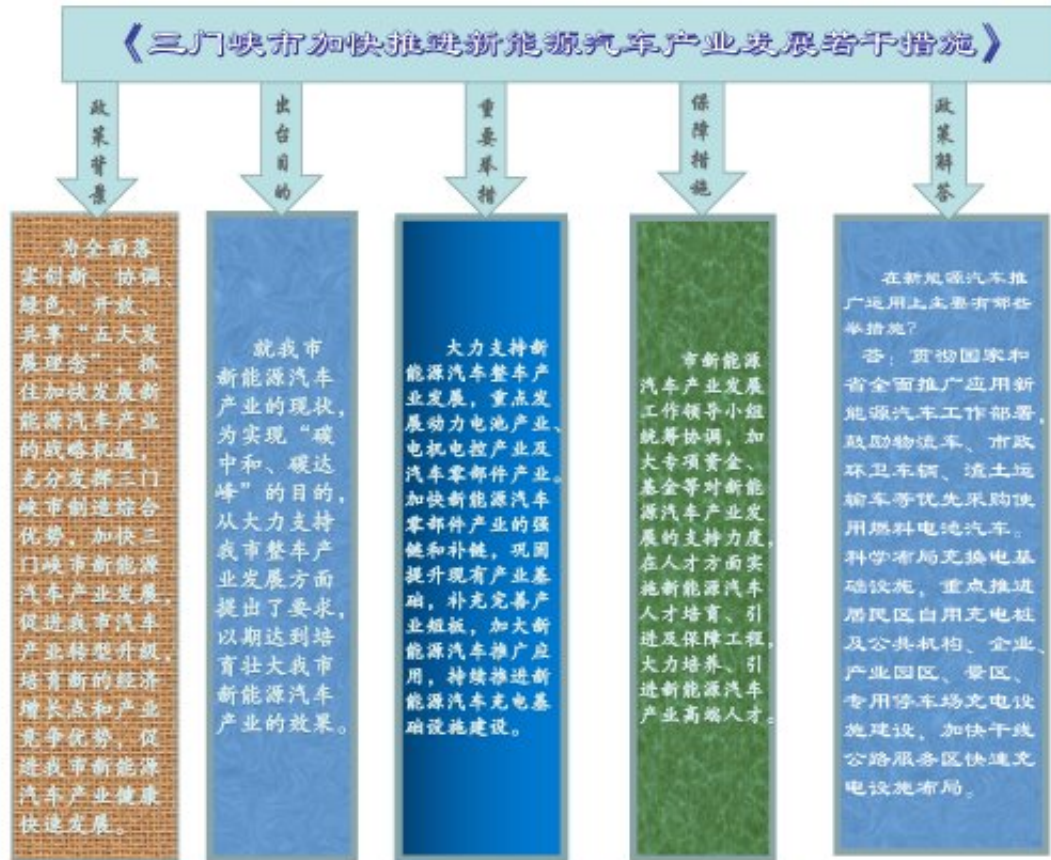 《三门峡市加快推进新能源汽车产业发展若干措施》
政策背景
为全面落
实创新、协调、
绿色、开放、
共享“五大发
展理念”，抓
住加快发展新
能源汽车产业
的战略机遇，
充分发挥三门
峡市制造综合
优势，加快三
门峡市新能源
汽车产业发展，
促进我市汽车
产业转型升级，
培育新的经济
增长点和产业
竞争优势，促
进我市新能源
汽车产业健康
快速发展。
出台目的
就我市
新能源汽车
产业的现状，
为实现“碳
中和、碳达
峰”的目的，
从大力支持
我市整车产
业发展方面
提出了要求，
以期达到培
育壮大我市
新能源汽车
产业的效果。
重要举措
大力支持新
能源汽车整车产
业发展，重点发
展动力电池产业、
电机电控产业及
汽车零部件产业。
加快新能源汽车
零部件产业的强
链和补链，巩固
提升现有产业基
础，补充完善产
业短板，加大新
能源汽车推广应
用，持续推进新
能源汽车充电基
础设施建设。
保障措施
市新能源
汽车产业发展
工作领导小组
统筹协调，加
大专项资金、
基金等对新能
源汽车产业发
展的支持力度，
在人才方面实
施新能源汽车
人才培育、引
进及保障工程，
大力培养、引
进新能源汽车
产业高端人才。
政策解答
在新能源汽车推
广运用上主要有哪些
举措施？
答：贯彻国家和
省全面推广应用新
能源汽车工作部署，
鼓励物流车、市政
环卫车辆、渣土运
输车等优先采购使
用燃料电池汽车。
科学布局充换电基
础设施，重点推进
居民区自用充电桩
及公共机构、企业、
产业园区、景区、
专用停车场充电设
施建设，加快干线
公路服务区快速充
电设施布局。